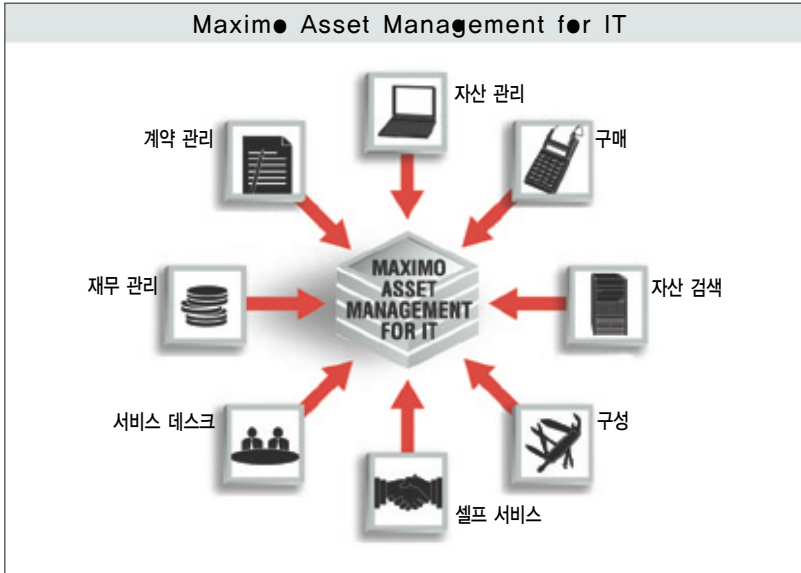 Maximo Asset Management for IT
자산 관리
계약 관리
구매
MAXIMO
ASSET
MANAGEMENT
FOR IT
재무 관리
자산 검색
서비스 데스크
구성
셀프 서비스